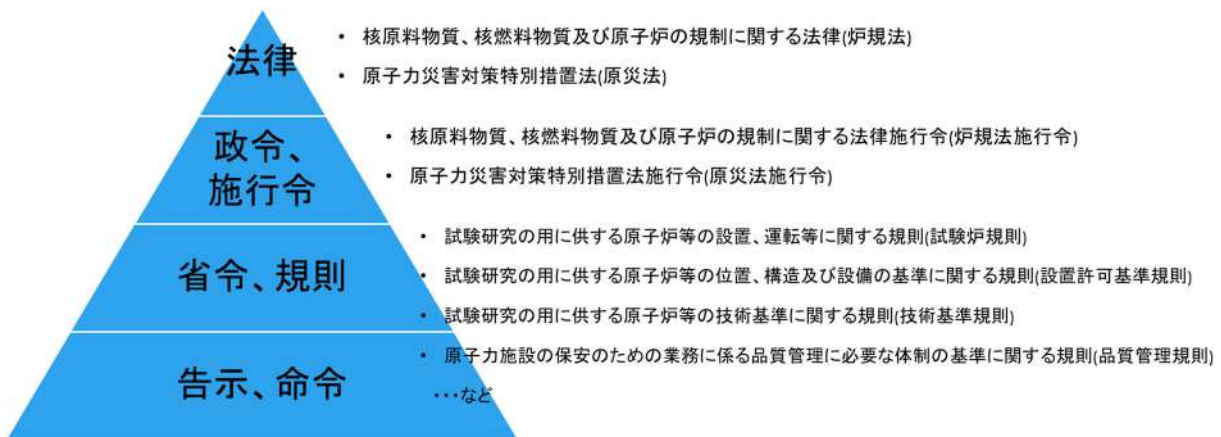 法律
• 核原料物質、核燃料物質及び原子炉の規制に関する法律(炉規法)
• 原子力災害対策特別措置法(原災法)
政令、
施行令
• 核原料物質、核燃料物質及び原子炉の規制に関する法律施行令(炉規法施行令)
• 原子力災害対策特別措置法施行令(原災法施行令)
省令、規則
• 試験研究の用に供する原子炉等の設置、運転等に関する規則(試験炉規則)
• 試験研究の用に供する原子炉等の位置、構造及び設備の基準に関する規則(設置許可基準規則)
• 試験研究の用に供する原子炉等の技術基準に関する規則(技術基準規則)
• 原子力施設の保安のための業務に係る品質管理に必要な体制の基準に関する規則(品質管理規則)
・・・など
告示、命令